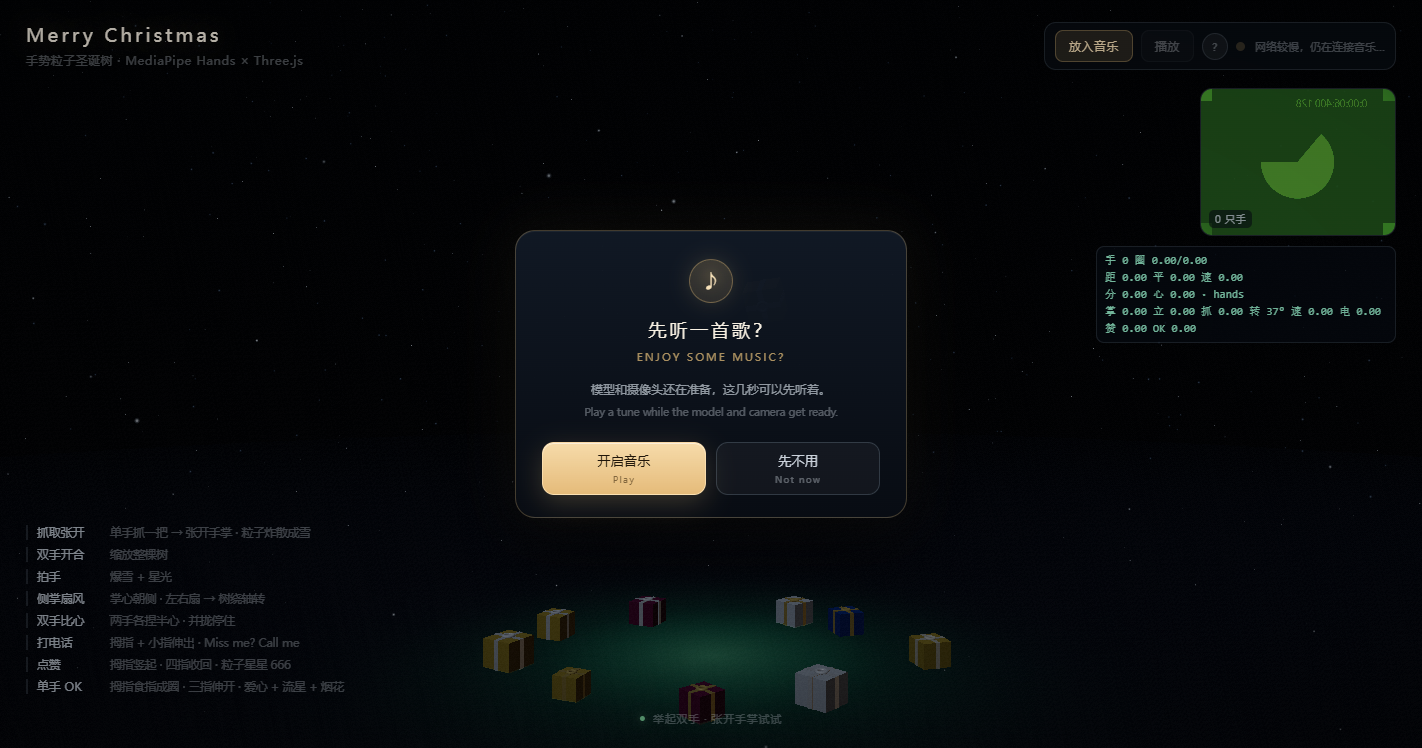 Merry Christmas
手势粒子圣诞树 · MediaPipe Hands × Three.js
放入音乐
播放
?
网络较慢，仍在连接音乐...
0:00:06:400 128
0 只手
手 0 圈 0.00/0.00
距 0.00 平 0.00 速 0.00
分 0.00 心 0.00 · hands
掌 0.00 立 0.00 抓 0.00 转 37° 速 0.00 电 0.00
赞 0.00 OK 0.00
先听一首歌？
ENJOY SOME MUSIC?
模型和摄像头还在准备，这几秒可以先听着。
Play a tune while the model and camera get ready.
开启音乐
Play
先不用
Not now
抓取张开 单手抓一把 → 张开手掌 · 粒子炸散成雪
双手开合 缩放整棵树
拍手 爆雪 + 星光
侧掌扇风 掌心朝侧 · 左右扇 → 树绕轴转
双手比心 两手各捏半心 · 并拢停住
打电话 拇指 + 小指伸出 · Miss me? Call me
点赞 拇指竖起 · 四指收回 · 粒子星星 666
单手 OK 拇指食指成圈 · 三指伸开 · 爱心 + 流星 + 烟花
举起双手 · 张开手掌试试